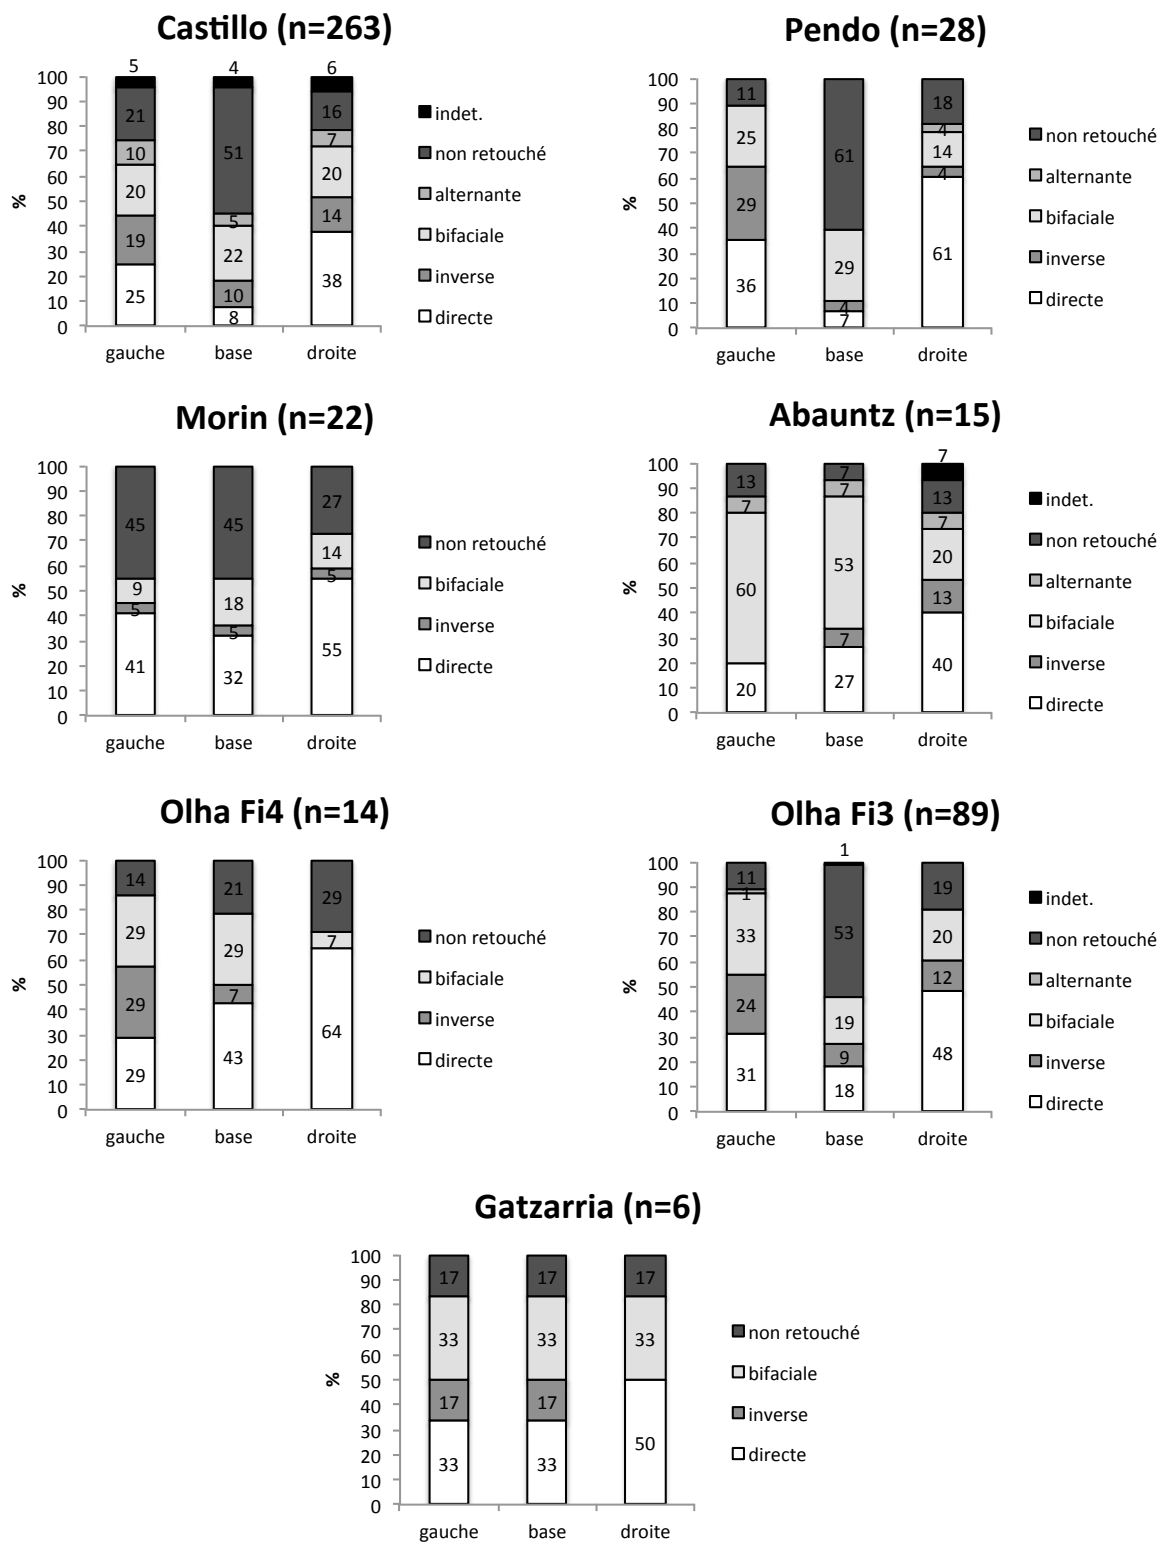 Castillo (n=263)
5 4 6
100
90
80
70
60
50
40
30
20
10
0
%
21 10 20 19 25
51 5 22 10 8
16 7 20 14 38
gauche base droite
indet.
non retouché
alternante
bifaciale
inverse
directe
Pendo (n=28)
100
90
80
70
60
50
40
30
20
10
0
%
11 25 29 36
61 29 4 7
18 4 14 4 61
gauche base droite
non retouché
alternante
bifaciale
inverse
directe
Morin (n=22)
100
90
80
70
60
50
40
30
20
10
0
%
45 9 5 41
45 18 5 32
27 14 5 55
gauche base droite
non retouché
bifaciale
inverse
directe
Abauntz (n=15)
7
100
90
80
70
60
50
40
30
20
10
0
%
13 7 60 20
7 7 53 7 27
13 7 20 13 40
gauche base droite
indet.
non retouché
alternante
bifaciale
inverse
directe
Olha Fi4 (n=14)
100
90
80
70
60
50
40
30
20
10
0
%
14 29 29 29
21 29 7 43
29 7 64
gauche base droite
non retouché
bifaciale
inverse
directe
Olha Fi3 (n=89)
1
100
90
80
70
60
50
40
30
20
10
0
%
11 1 33 24 31
53 19 9 18
19 20 12 48
gauche base droite
indet.
non retouché
alternante
bifaciale
inverse
directe
Gatzarria (n=6)
100
90
80
70
60
50
40
30
20
10
0
%
17 33 17 33
17 33 17 33
17 33 50
gauche base droite
non retouché
bifaciale
inverse
directe